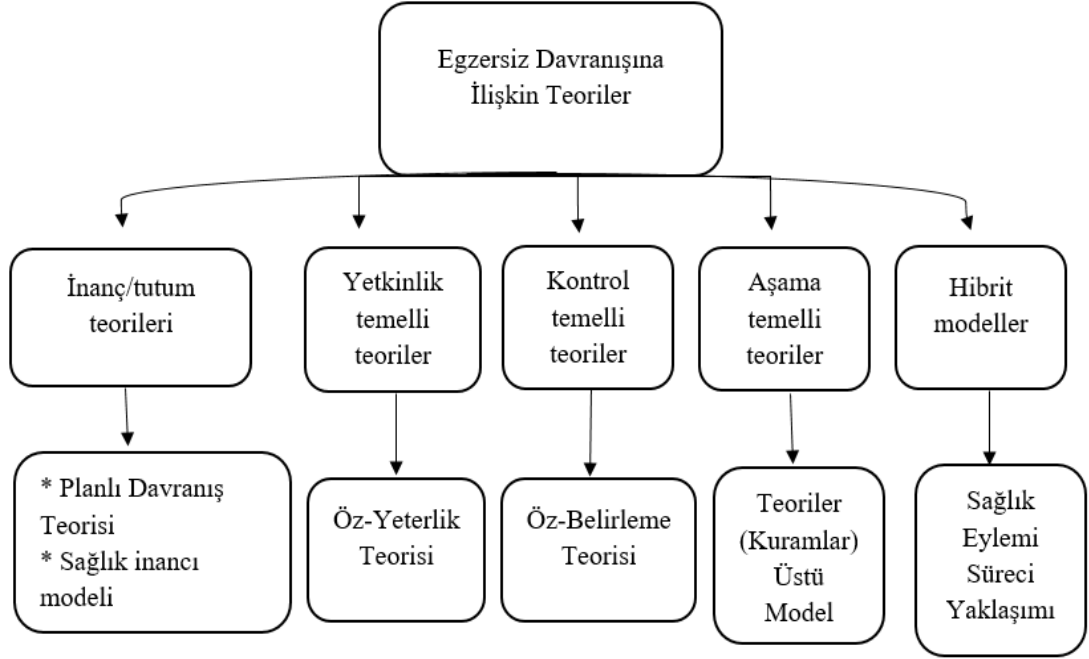 Egzersiz Davranışına
İlişkin Teoriler
İnanç/tutum
teorileri
Yetkinlik
temelli
teoriler
Kontrol
temelli
teoriler
Aşama
temelli
teoriler
Hibrit
modeller
* Planlı Davranış
Teorisi
* Sağlık inancı
modeli
Öz-Yeterlik
Teorisi
Öz-Belirleme
Teorisi
Teoriler
(Kuramlar)
Üstü
Model
Sağlık
Eylemi
Süreci
Yaklaşımı